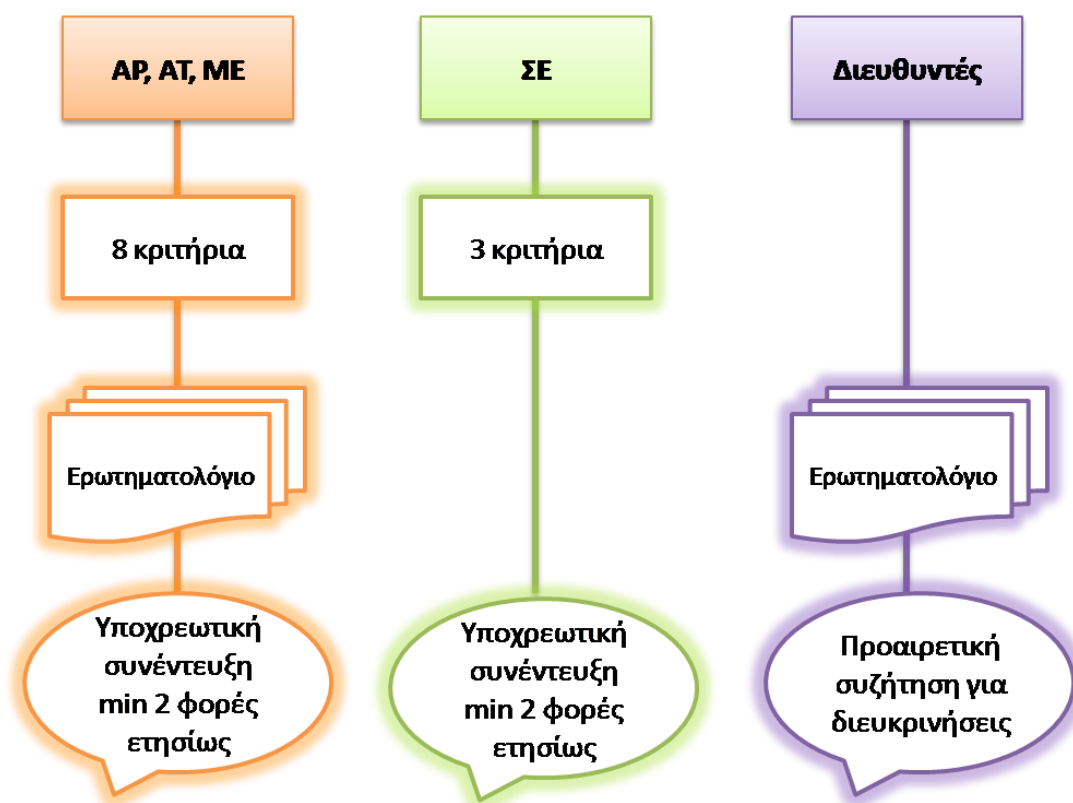 ΑΡ, ΑΤ, ΜΕ
ΣΕ
Διευθυντές
8 κριτήρια
3 κριτήρια
Ερωτηματολόγιο
Ερωτηματολόγιο
Υποχρεωτική
συνέντευξη
min 2 φορές
ετησίως
Υποχρεωτική
συνέντευξη
min 2 φορές
ετησίως
Προαιρετική
συζήτηση για
διευκρινήσεις